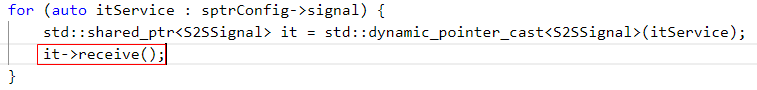 for (auto itService : sptrConfig->signal) {
std::shared_ptr<S2SSignal> it = std::dynamic_pointer_cast<S2SSignal>(itService);
it->receive();
}